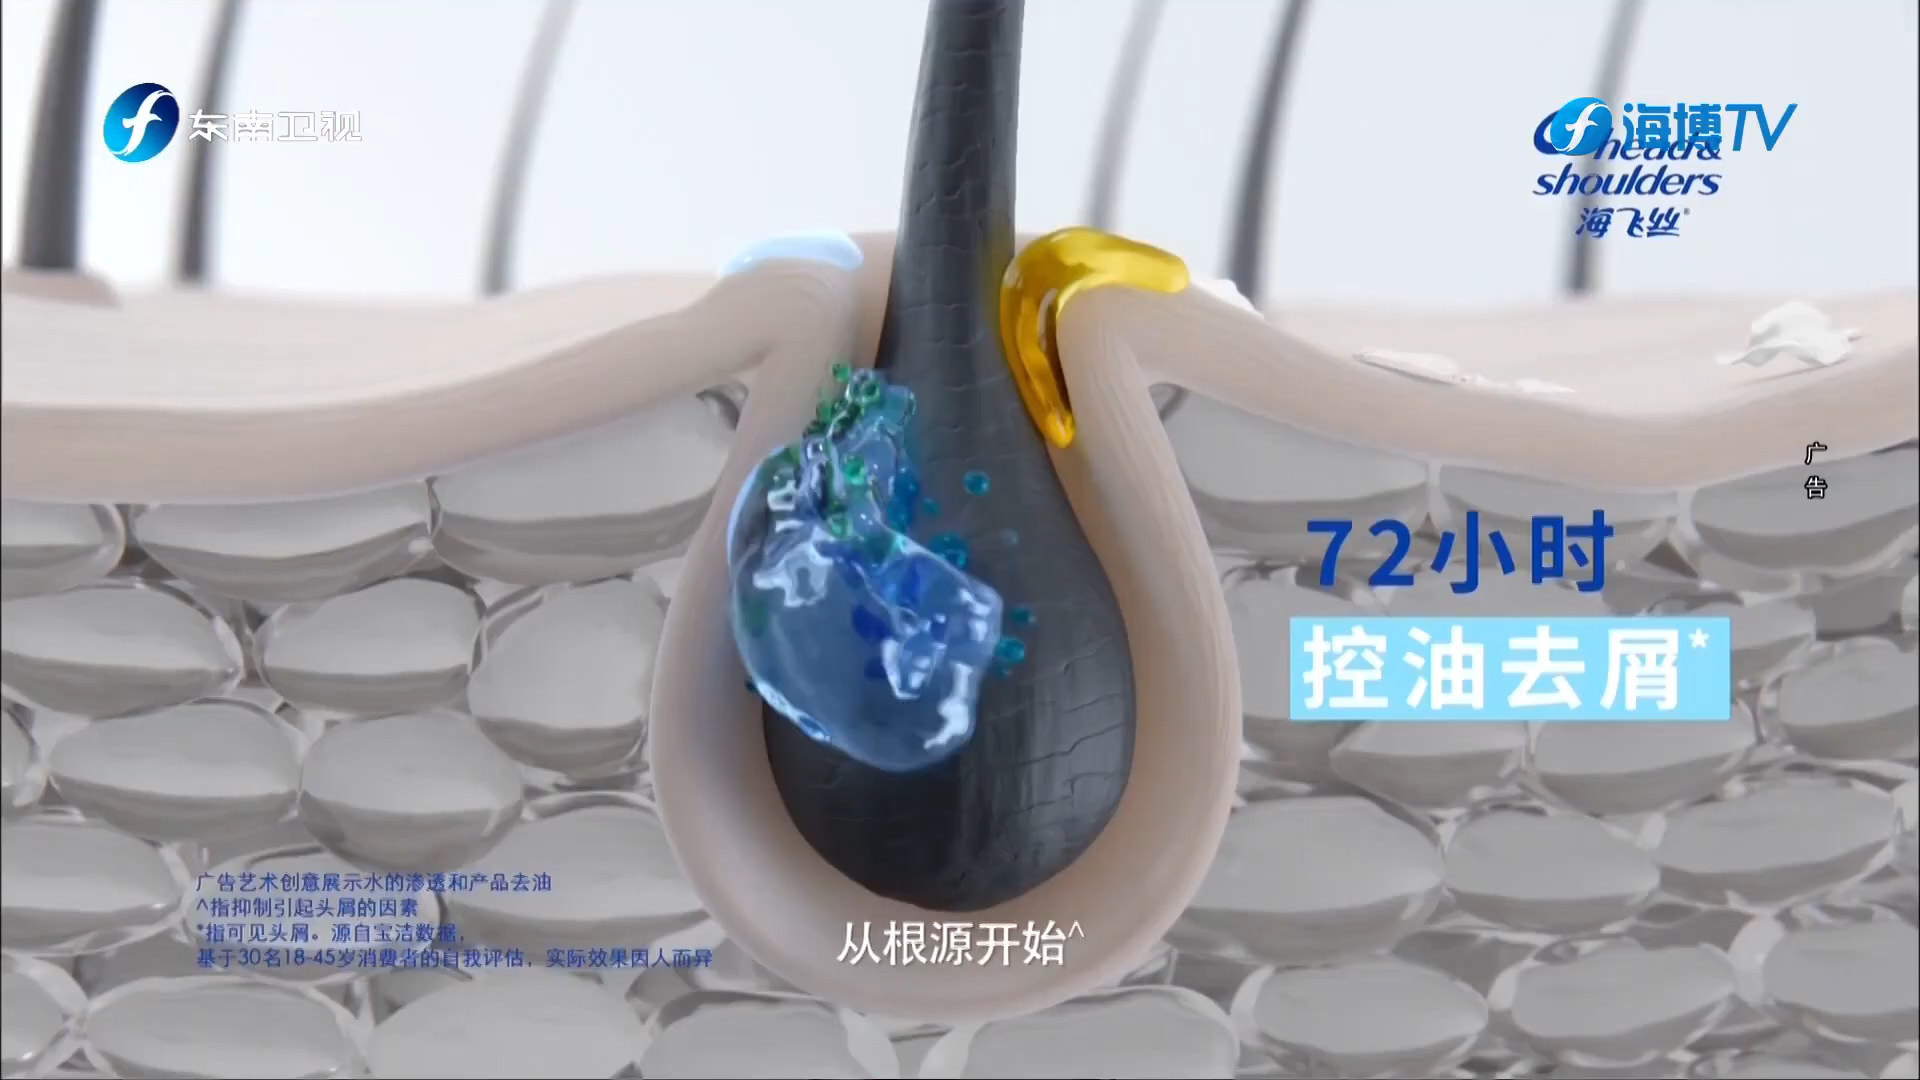 东南卫视
海博TV
head&
shoulders
海飞丝®
广
告
72小时
控油去屑*
广告艺术创意展示水的渗透和产品去油
^指抑制引起头屑的因素
*指可见头屑。源自宝洁数据，
基于30名18-45岁消费者的自我评估，实际效果因人而异
从根源开始^